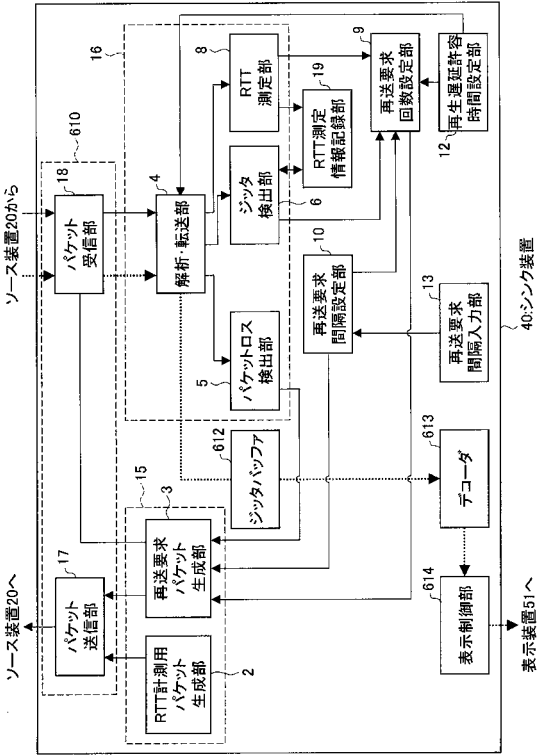 ソース装置20へ
ソース装置20から
610
17
パケット
送信部
18
パケット
受信部
16
15
2
RTT計測用
パケット
生成部
3
再送要求
パケット
生成部
4
解析・転送部
5
パケットロス
検出部
ジッタ
検出部
6
8
RTT
測定部
19
RTT測定
情報記録部
9
再送要求
回数設定部
10
再送要求
間隔設定部
12
再生遅延許容
時間設定部
13
再送要求
間隔入力部
612
ジッタバッファ
613
デコーダ
614
表示制御部
40:シンク装置
表示装置51へ